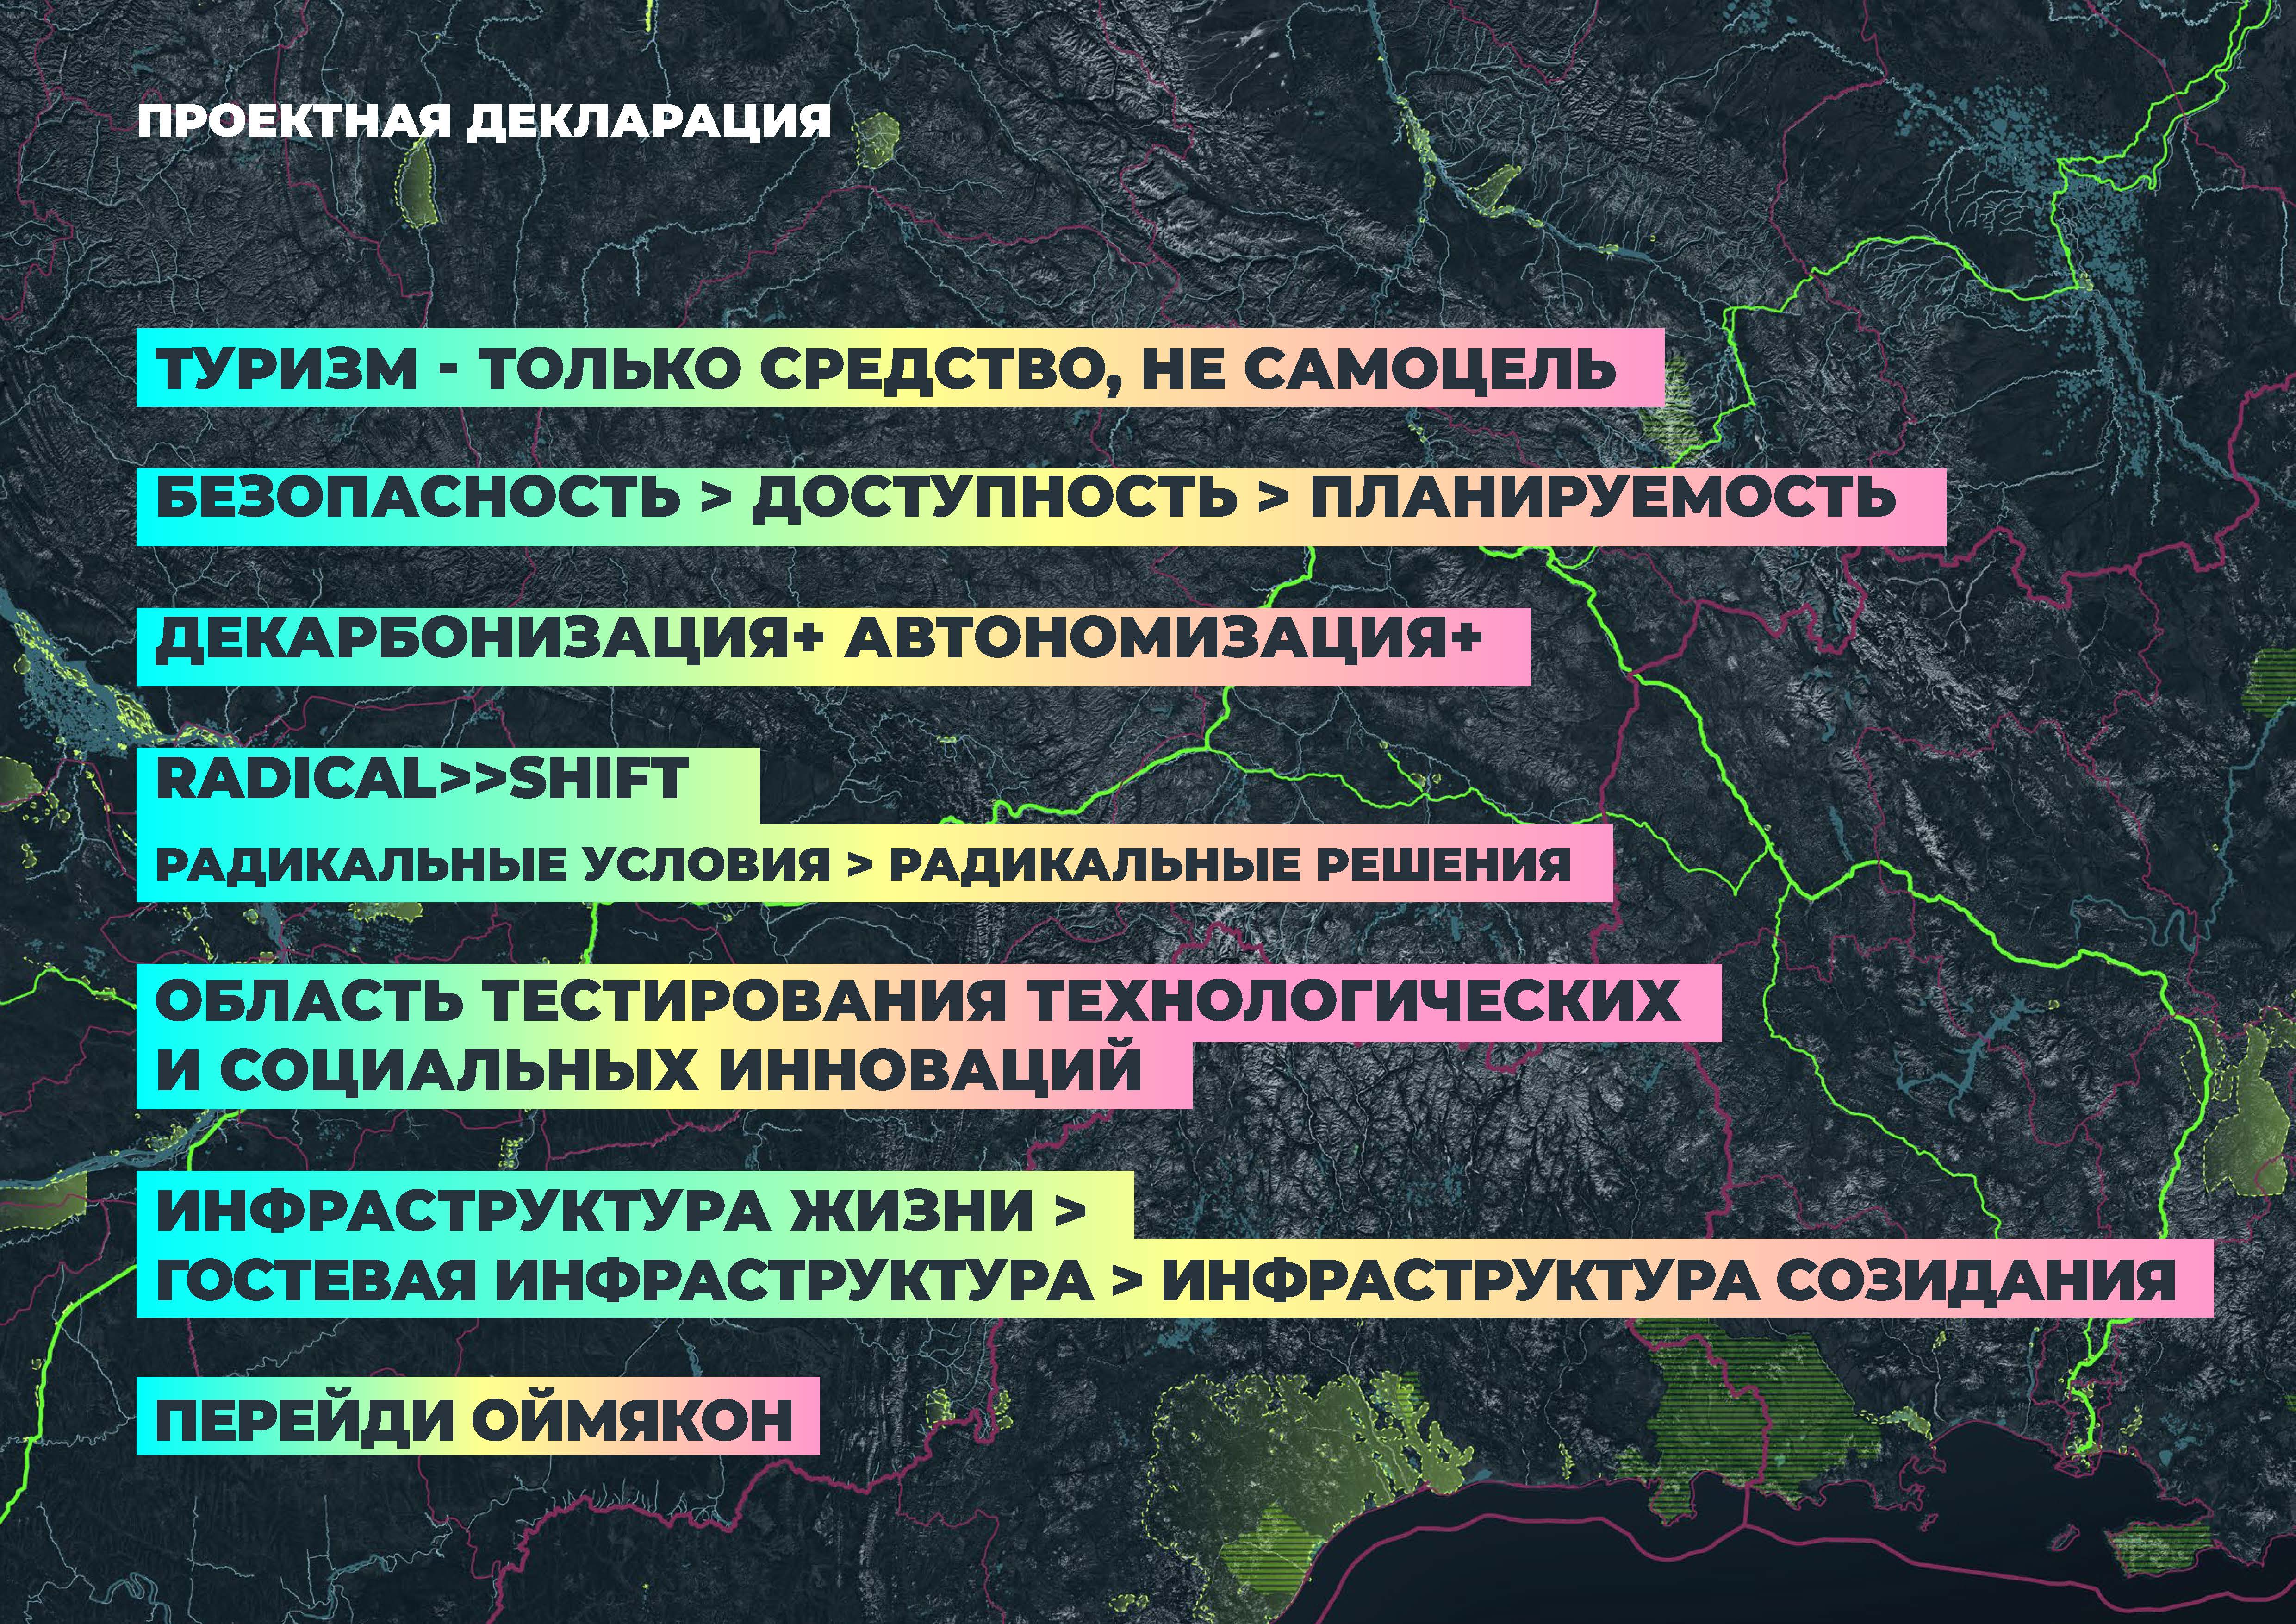 ПРОЕКТНАЯ ДЕКЛАРАЦИЯ
ТУРИЗМ - ТОЛЬКО СРЕДСТВО, НЕ САМОЦЕЛЬ
БЕЗОПАСНОСТЬ > ДОСТУПНОСТЬ > ПЛАНИРУЕМОСТЬ
ДЕКАРБОНИЗАЦИЯ+ АВТОНОМИЗАЦИЯ+
RADICAL>>SHIFT
РАДИКАЛЬНЫЕ УСЛОВИЯ > РАДИКАЛЬНЫЕ РЕШЕНИЯ
ОБЛАСТЬ ТЕСТИРОВАНИЯ ТЕХНОЛОГИЧЕСКИХ
И СОЦИАЛЬНЫХ ИННОВАЦИЙ
ИНФРАСТРУКТУРА ЖИЗНИ >
ГОСТЕВАЯ ИНФРАСТРУКТУРА > ИНФРАСТРУКТУРА СОЗИДАНИЯ
ПЕРЕЙДИ ОЙМЯКОН